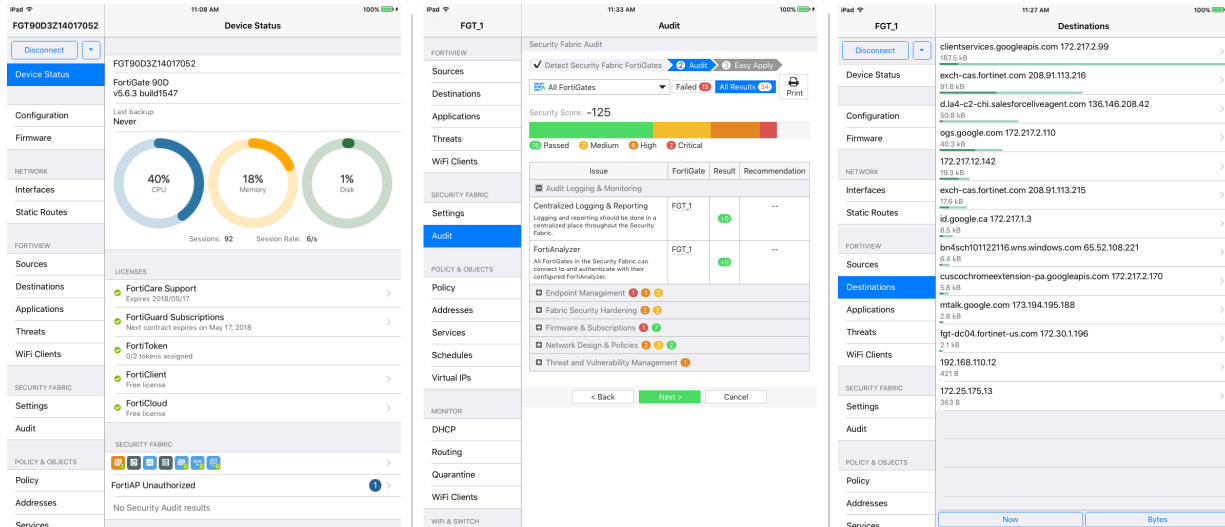 iPad
11:08 AM
100%
FGT90D3Z14017052
Device Status
Disconnect
Device Status
Configuration
Firmware
NETWORK
Interfaces
Static Routes
FORTIVIEW
Sources
Destinations
Applications
Threats
WiFi Clients
SECURITY FABRIC
Settings
Audit
POLICY & OBJECTS
Policy
Addresses
Services
FGT90D3Z14017052
FortiGate 90D
v5.6.3 build1547
Last backup
Never
40%
CPU
18%
Memory
1%
Disk
Sessions: 92 Session Rate: 6/s
LICENSES
FortiCare Support
Expires 2018/05/17
FortiGuard Subscriptions
Next contract expires on May 17, 2018
FortiToken
0/2 tokens assigned
FortiClient
Free license
FortiCloud
Free license
SECURITY FABRIC
FortiAP Unauthorized 1
No Security Audit results
iPad
11:33 AM
100%
FGT_1
Audit
FORTIVIEW
Sources
Destinations
Applications
Threats
WiFi Clients
SECURITY FABRIC
Settings
Audit
POLICY & OBJECTS
Policy
Addresses
Services
Schedules
Virtual IPs
MONITOR
DHCP
Routing
Quarantine
WiFi Clients
WIFI & SWITCH
Security Fabric Audit
Detect Security Fabric FortiGates 2 Audit 3 Easy Apply
All FortiGates Failed 15 All Results 34 Print
Security Score: -125
15 Passed 7 Medium 6 High 2 Critical
Issue FortiGate Result Recommendation
Audit Logging & Monitoring
Centralized Logging & Reporting FGT_1 +0 --
Logging and reporting should be done in a
centralized place throughout the Security
Fabric.
FortiAnalyzer FGT_1 +0 --
All FortiGates in the Security Fabric can
connect to and authenticate with their
configured FortiAnalyzer.
Endpoint Management 1 1 2
Fabric Security Hardening 2 2
Firmware & Subscriptions 1 7
Network Design & Policies 2 3 2
Threat and Vulnerability Management 1
< Back Next > Cancel
iPad
11:27 AM
100%
FGT_1
Destinations
Disconnect
Device Status
Configuration
Firmware
NETWORK
Interfaces
Static Routes
FORTIVIEW
Sources
Destinations
Applications
Threats
WiFi Clients
SECURITY FABRIC
Settings
Audit
POLICY & OBJECTS
Policy
Addresses
Services
clientservices.googleapis.com 172.217.2.99
187.5 kB
exch-cas.fortinet.com 208.91.113.216
91.8 kB
d.la4-c2-chi.salesforceliveagent.com 136.146.208.42
50.8 kB
ogs.google.com 172.217.2.110
40.3 kB
172.217.12.142
19.3 kB
exch-cas.fortinet.com 208.91.113.215
17.6 kB
id.google.ca 172.217.1.3
8.5 kB
bn4sch101122116.wns.windows.com 65.52.108.221
6.4 kB
cuscochromeextension-pa.googleapis.com 172.217.2.170
5.8 kB
mtalk.google.com 173.194.195.188
2.8 kB
fgt-dc04.fortinet-us.com 172.30.1.196
2.1 kB
192.168.110.12
421 B
172.25.175.13
363 B
Now
Bytes